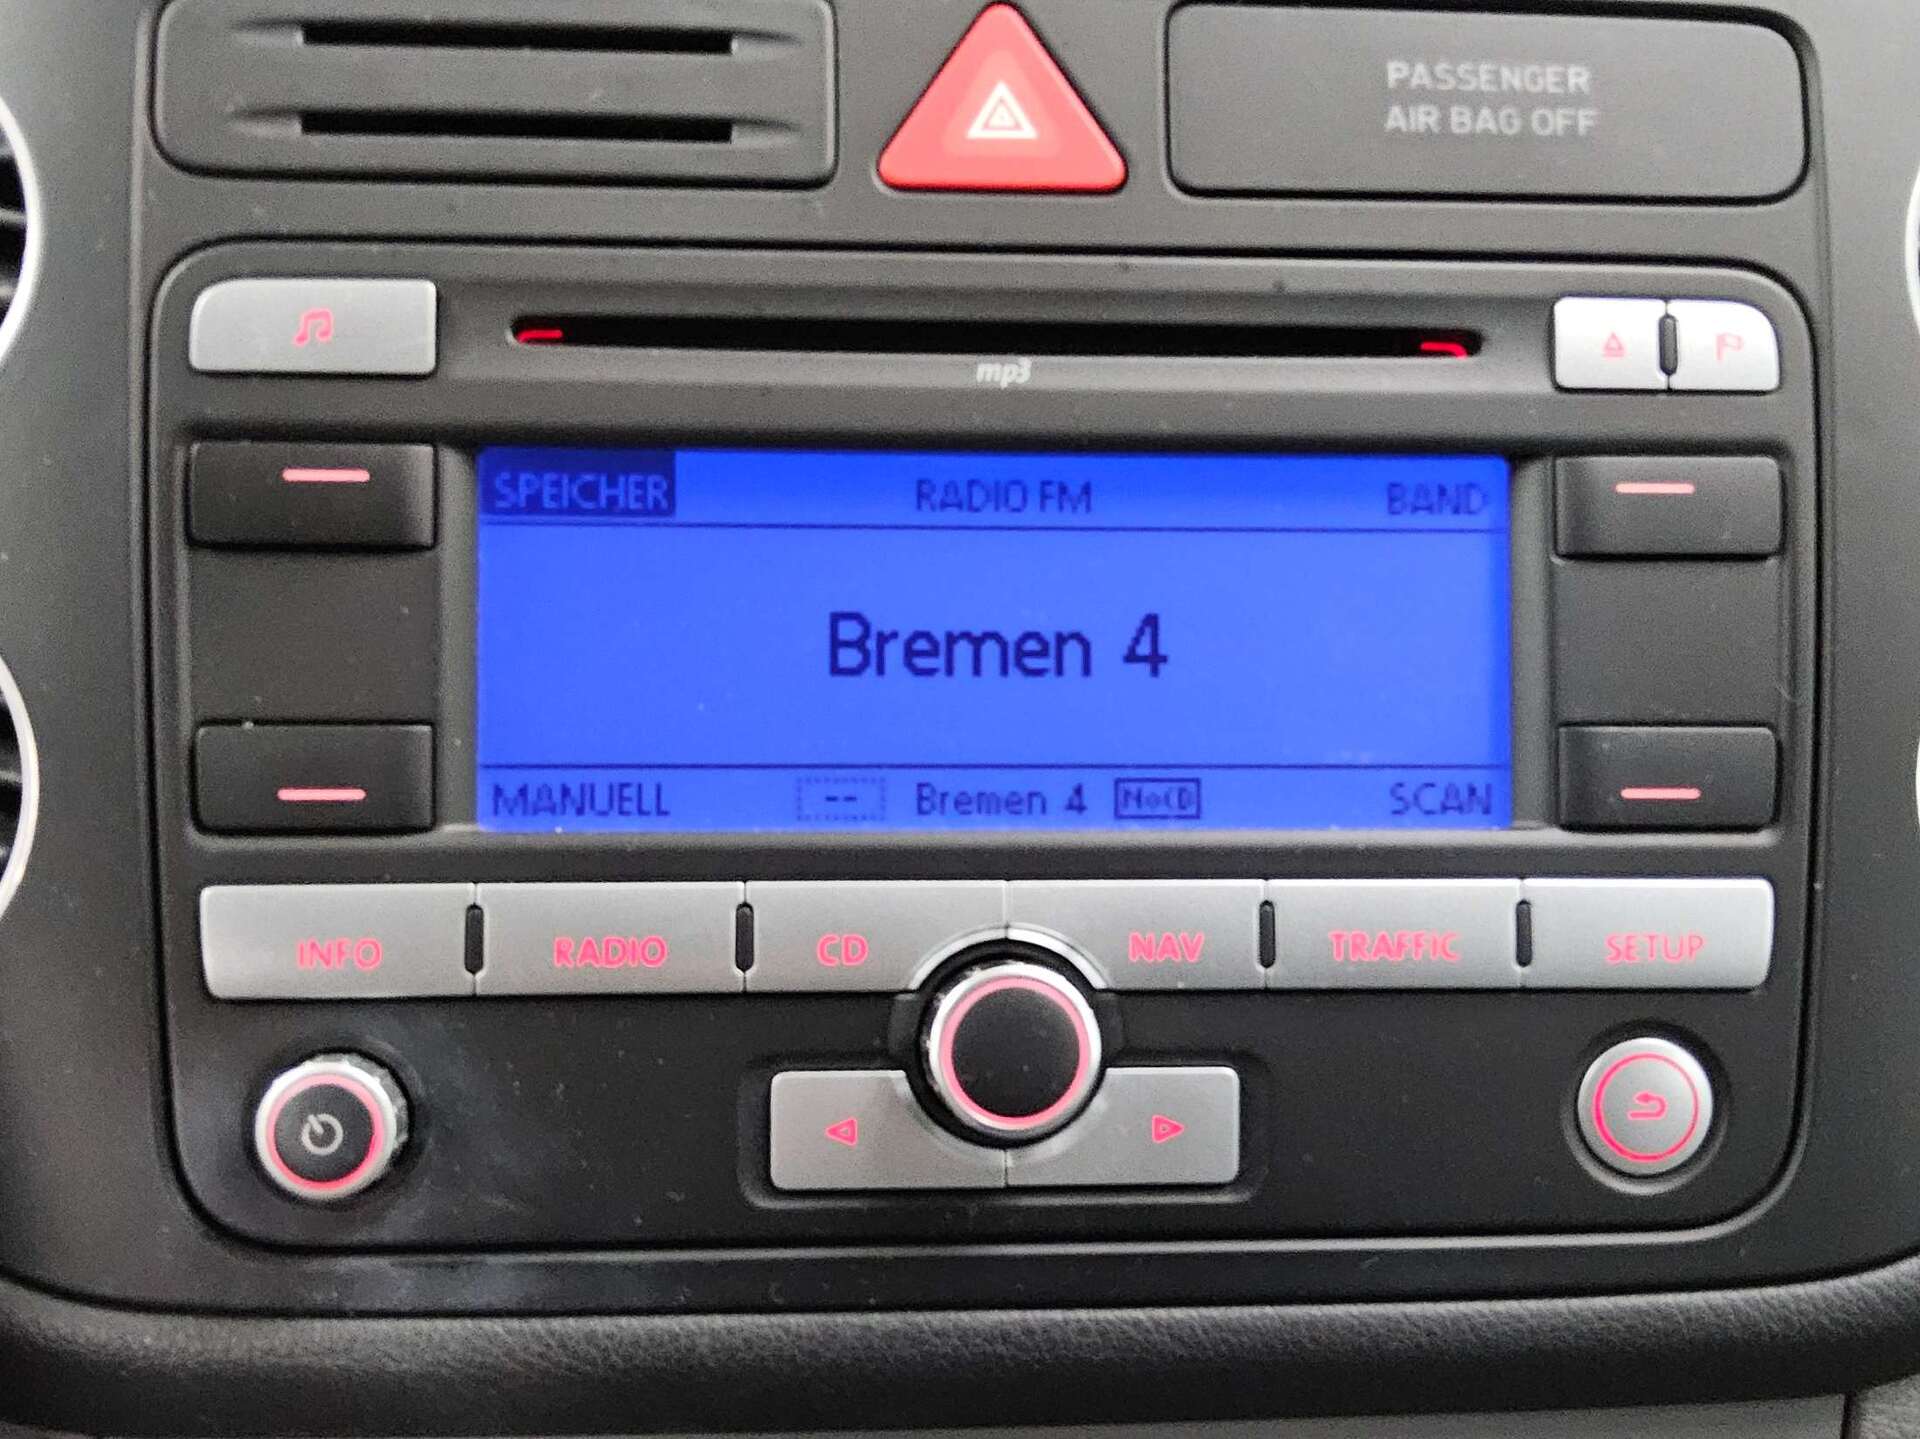 PASSENGER
AIR BAG OFF
mp3
SPEICHER RADIO FM BAND
Bremen 4
MANUELL -- Bremen 4 NoCD SCAN
INFO RADIO CD NAV TRAFFIC SETUP